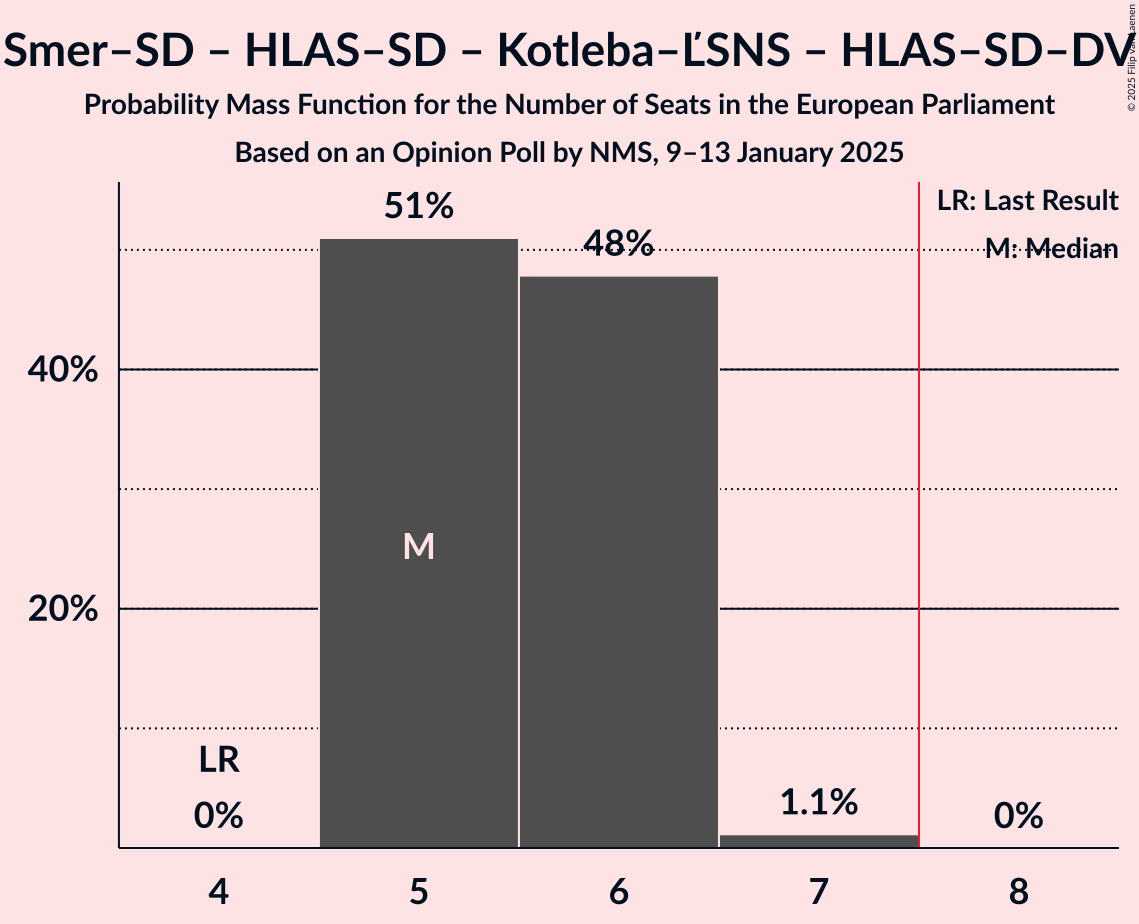 Smer–SD – HLAS–SD – Kotleba–ĽSNS – HLAS–SD–DV
Probability Mass Function for the Number of Seats in the European Parliament
Based on an Opinion Poll by NMS, 9–13 January 2025
© 2025 Filip van Laenen
LR: Last Result
M: Median
51%
48%
40%
M
20%
LR
0%
1.1%
0%
4 5 6 7 8